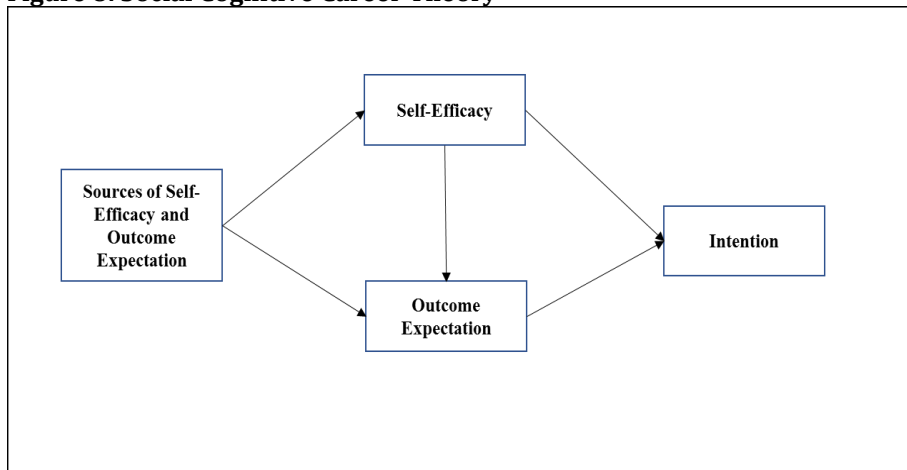 Self-Efficacy
Sources of Self-
Efficacy and
Outcome
Expectation
Intention
Outcome
Expectation